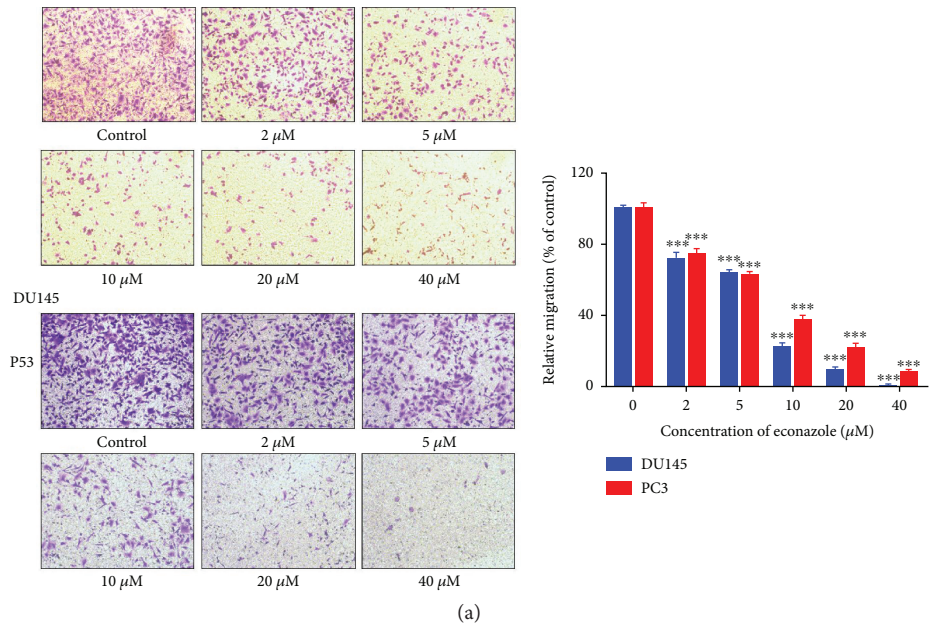 Control
2 μM
5 μM
10 μM
20 μM
40 μM
DU145
P53
Control
2 μM
5 μM
10 μM
20 μM
40 μM
Relative migration (% of control)
120
80
40
0
***
***
***
***
***
***
***
***
***
***
0
2
5
10
20
40
Concentration of econazole (μM)
DU145
PC3
(a)